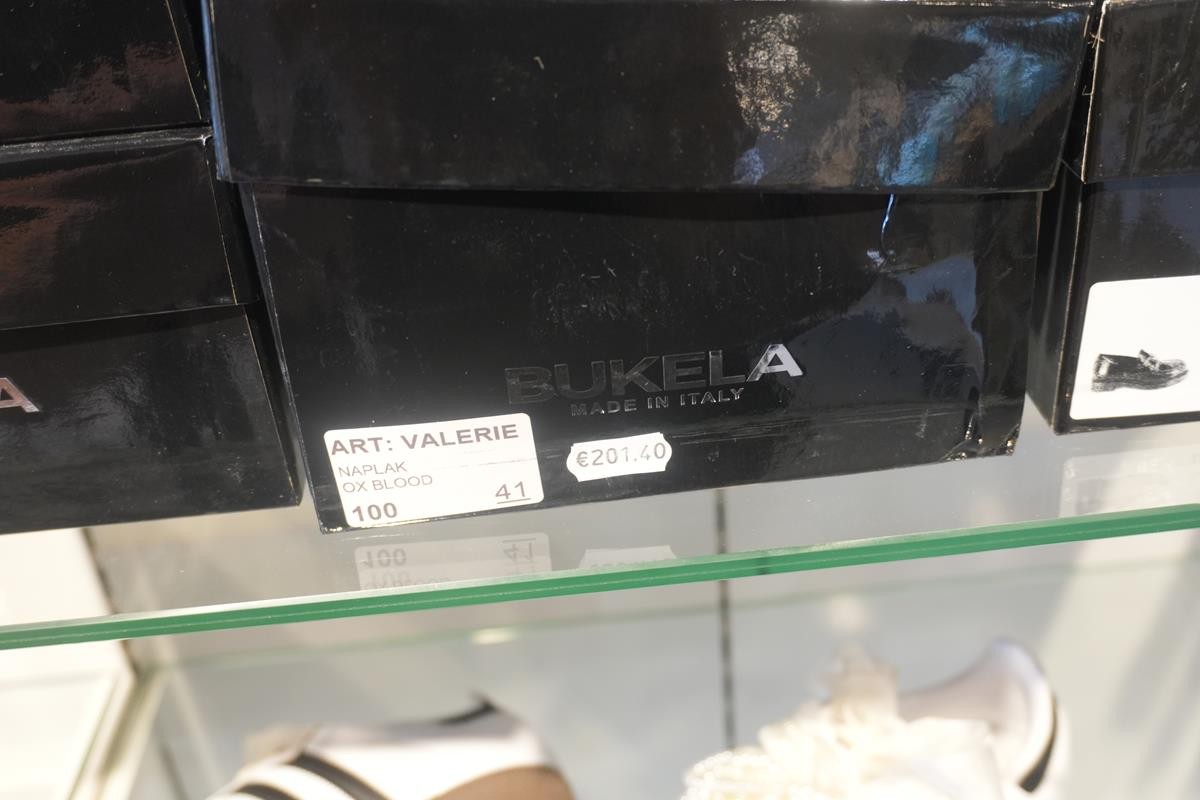 BUKELA
MADE IN ITALY
ART: VALERIE
NAPLAK
OX BLOOD
100
41
€201.40
A